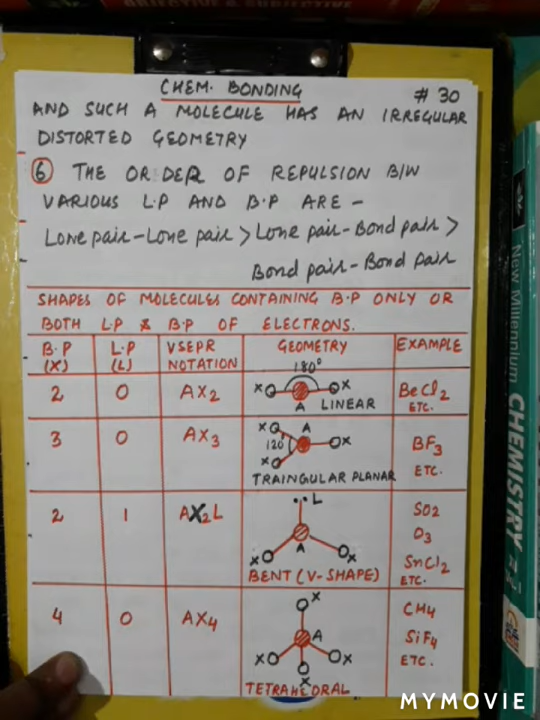 OBJECTIVE & SUBJECTIVE
CHEM. BONDING
# 30
AND SUCH A MOLECULE HAS AN IRREGULAR
DISTORTED GEOMETRY
6 THE ORDER OF REPULSION B/W
VARIOUS L.P AND B.P ARE -
Lone pair-Lone pair > Lone pair-Bond pair >
Bond pair-Bond pair
SHAPES OF MOLECULES CONTAINING B.P ONLY OR
BOTH L.P & B.P OF ELECTRONS.
B.P (X) L.P (L) VSEPR NOTATION GEOMETRY EXAMPLE
2 0 AX2 180° X X A LINEAR BeCl2 ETC.
3 0 AX3 X A 120° X X TRAINGULAR PLANAR BF3 ETC.
2 1 AX2L L A X X BENT (V-SHAPE) SO2 O3 SnCl2 ETC.
4 0 AX4 X A X X X TETRAHEDRAL CH4 SiF4 ETC.
New Millennium CHEMISTRY
MYMOVIE